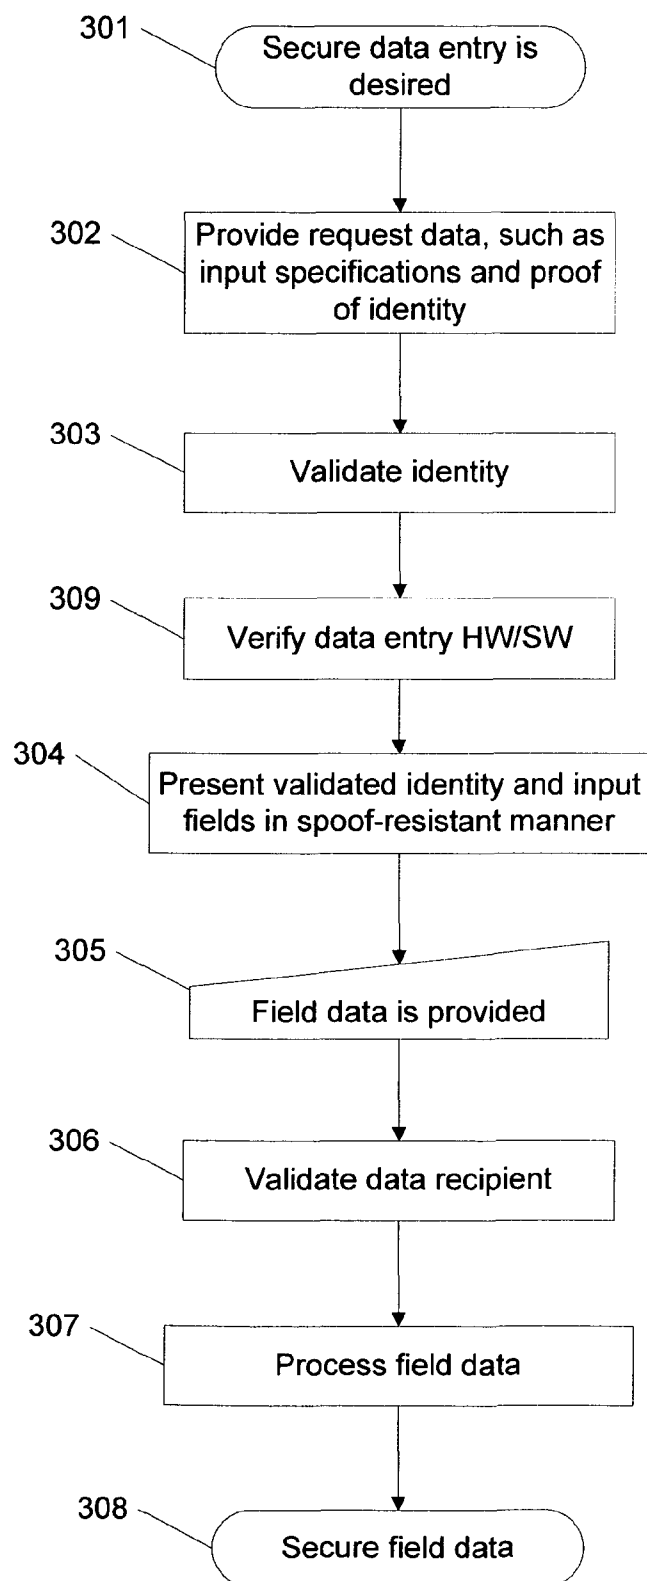 301
Secure data entry is
desired
302
Provide request data, such as
input specifications and proof
of identity
303
Validate identity
309
Verify data entry HW/SW
304
Present validated identity and input
fields in spoof-resistant manner
305
Field data is provided
306
Validate data recipient
307
Process field data
308
Secure field data